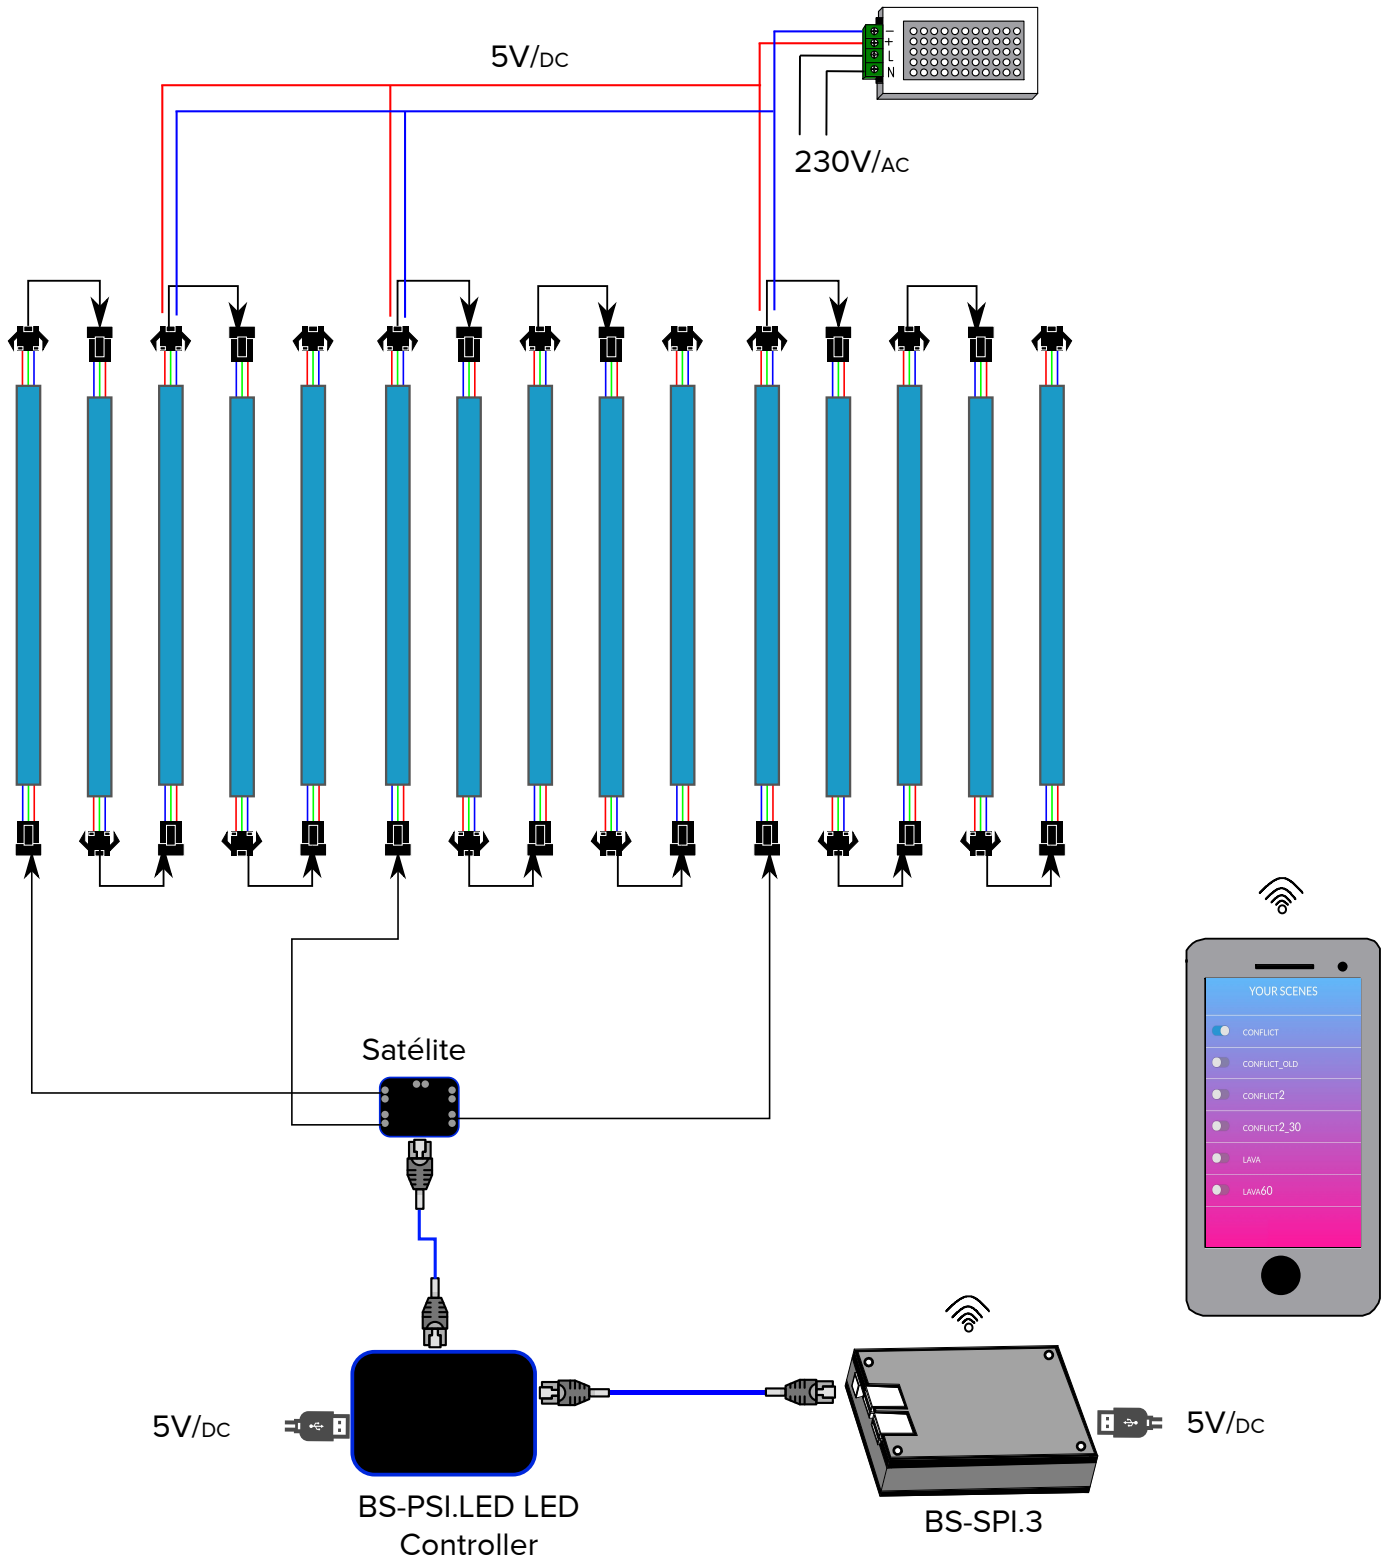 5V/DC
−
+
L
N
230V/AC
Satélite
YOUR SCENES
CONFLICT
CONFLICT_OLD
CONFLICT2
CONFLICT2_30
LAVA
LAVA60
5V/DC
5V/DC
BS-PSI.LED LED
Controller
BS-SPI.3